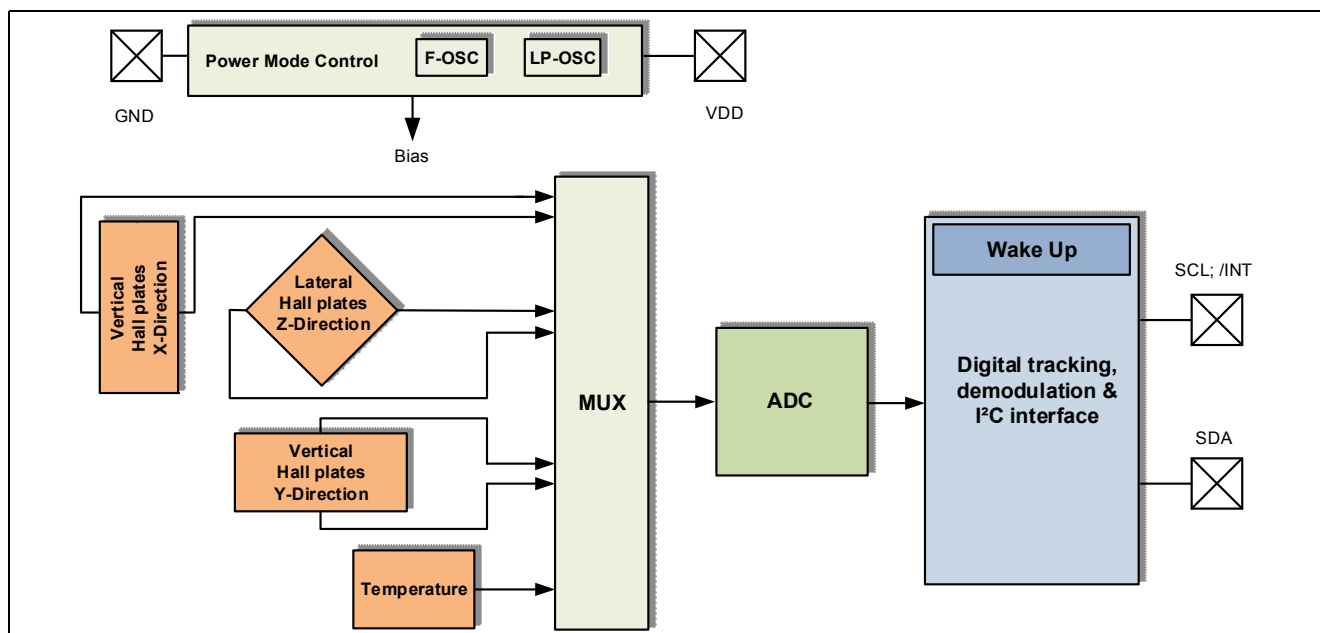 Power Mode Control
F-OSC
LP-OSC
GND
VDD
Bias
Vertical
Hall plates
X-Direction
Lateral
Hall plates
Z-Direction
Vertical
Hall plates
Y-Direction
Temperature
MUX
ADC
Wake Up
Digital tracking,
demodulation &
I²C interface
SCL; /INT
SDA